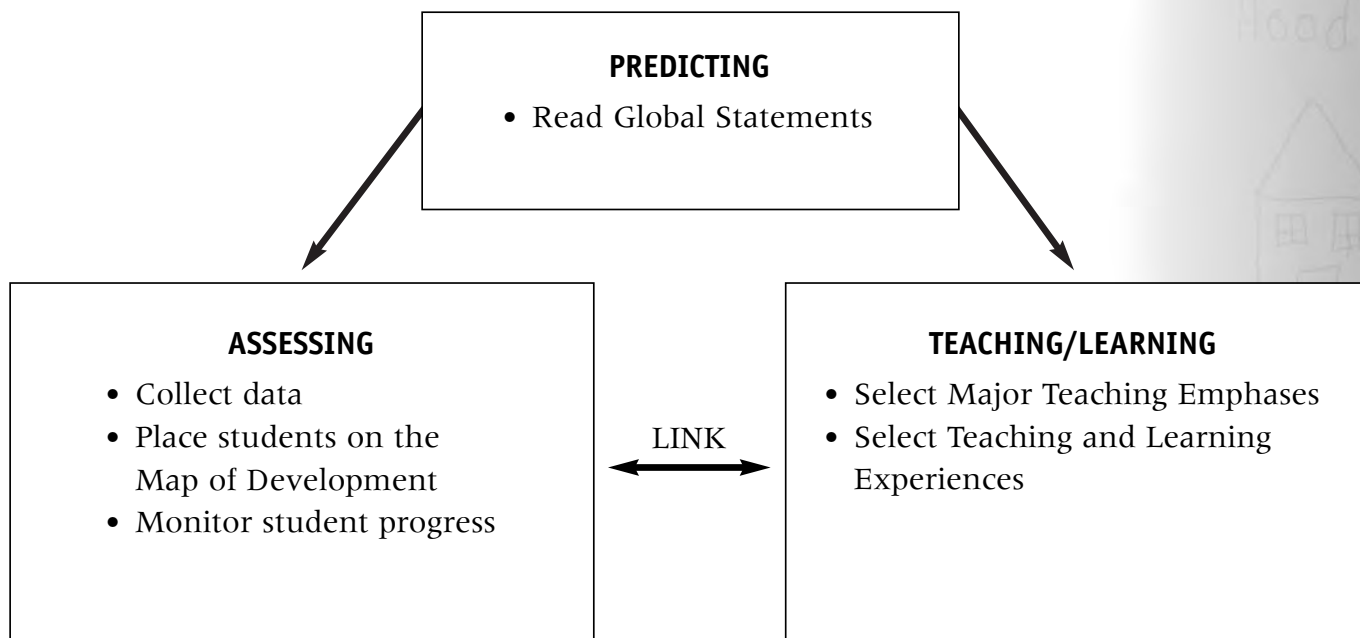 Hood
PREDICTING
• Read Global Statements
ASSESSING
• Collect data
• Place students on the
Map of Development
• Monitor student progress
LINK
TEACHING/LEARNING
• Select Major Teaching Emphases
• Select Teaching and Learning
Experiences